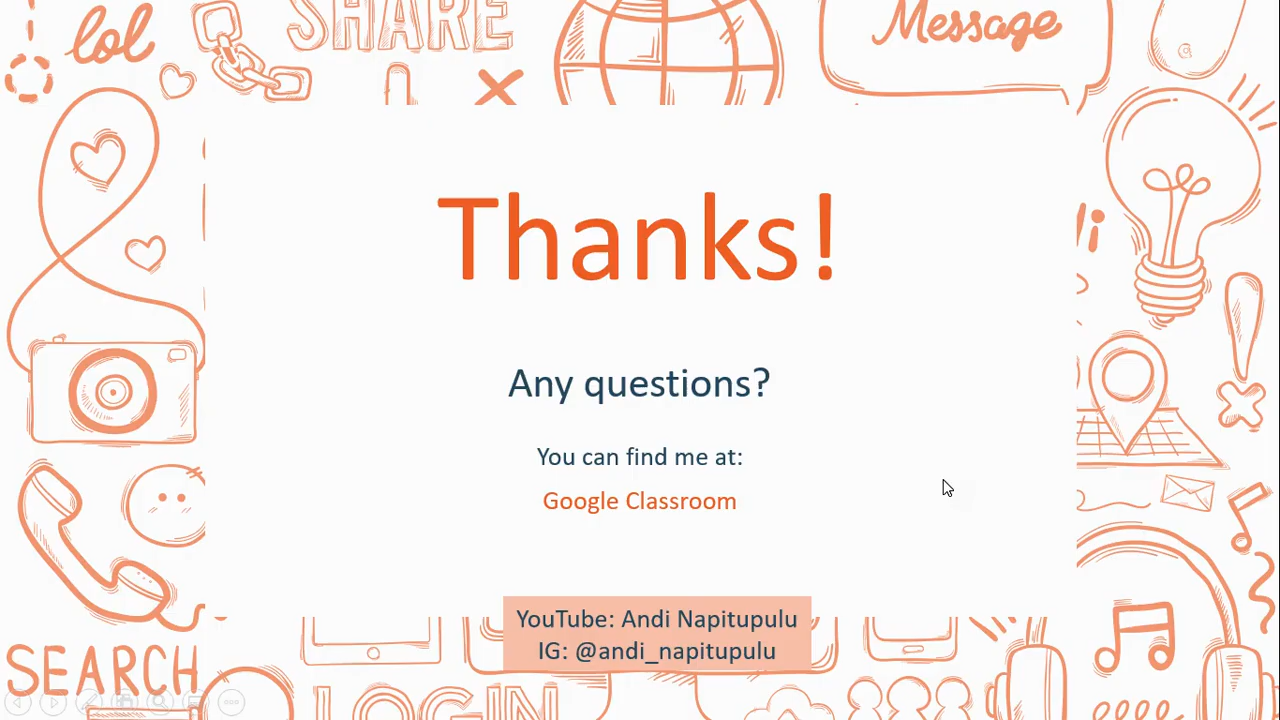 lol
SHARE
Message
Thanks!
Any questions?
You can find me at:
Google Classroom
YouTube: Andi Napitupulu
IG: @andi_napitupulu
SEARCH
LOGIN